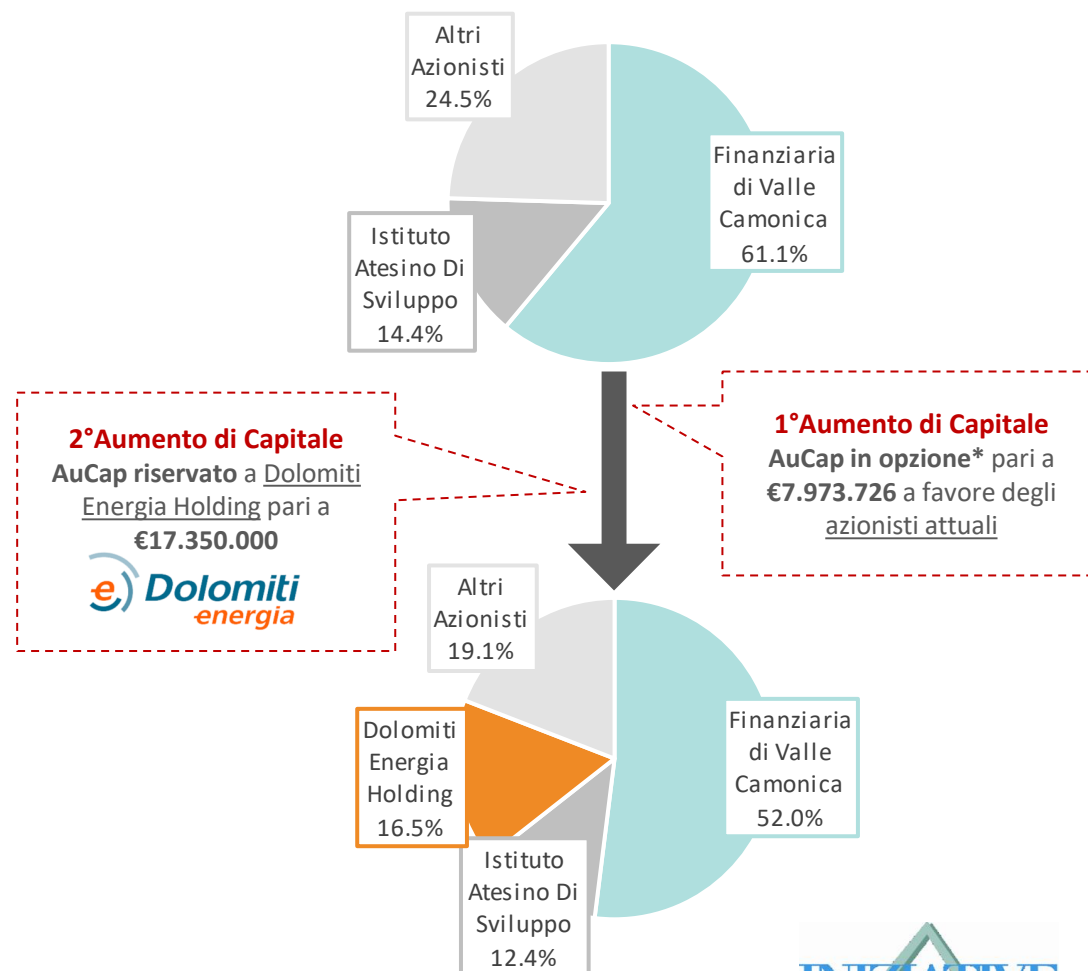 Altri
Azionisti
24.5%
Finanziaria
di Valle
Camonica
61.1%
Istituto
Atesino Di
Sviluppo
14.4%
2°Aumento di Capitale
AuCap riservato a Dolomiti
Energia Holding pari a
€17.350.000
e Dolomiti
energia
1°Aumento di Capitale
AuCap in opzione* pari a
€7.973.726 a favore degli
azionisti attuali
Altri
Azionisti
19.1%
Dolomiti
Energia
Holding
16.5%
Finanziaria
di Valle
Camonica
52.0%
Istituto
Atesino Di
Sviluppo
12.4%
INIZIATIVE